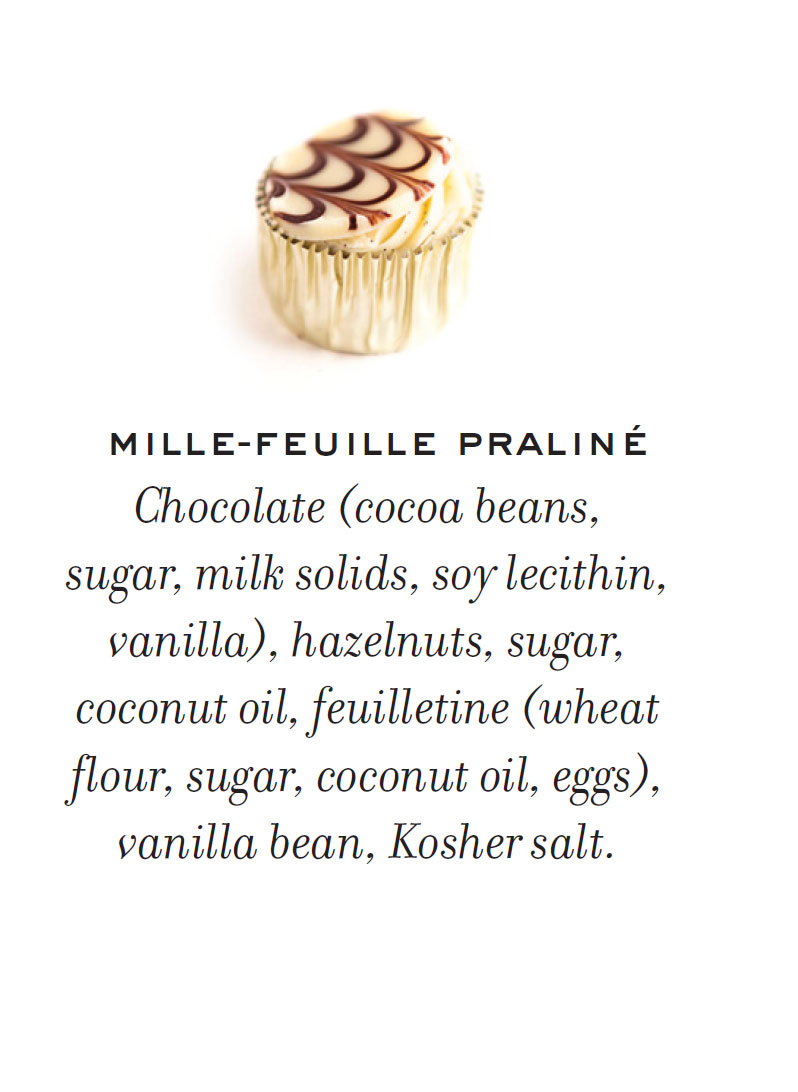 MILLE-FEUILLE PRALINÉ
Chocolate (cocoa beans,
sugar, milk solids, soy lecithin,
vanilla), hazelnuts, sugar,
coconut oil, feuilletine (wheat
flour, sugar, coconut oil, eggs),
vanilla bean, Kosher salt.